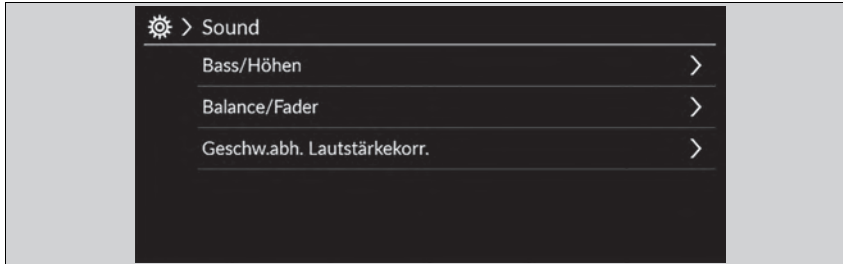 Sound
Bass/Höhen
Balance/Fader
Geschw.abh. Lautstärkekorr.